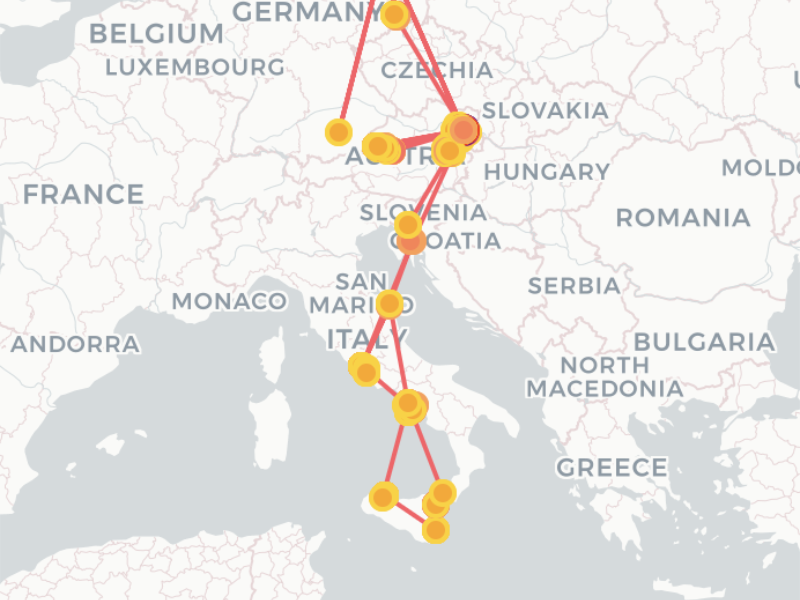 GERMANY
BELGIUM
LUXEMBOURG
CZECHIA
SLOVAKIA
AUSTRIA
HUNGARY
MOLDO
FRANCE
SLOVENIA
ROMANIA
CROATIA
SAN
MARINO
SERBIA
MONACO
ITALY
ANDORRA
BULGARIA
NORTH
MACEDONIA
GREECE